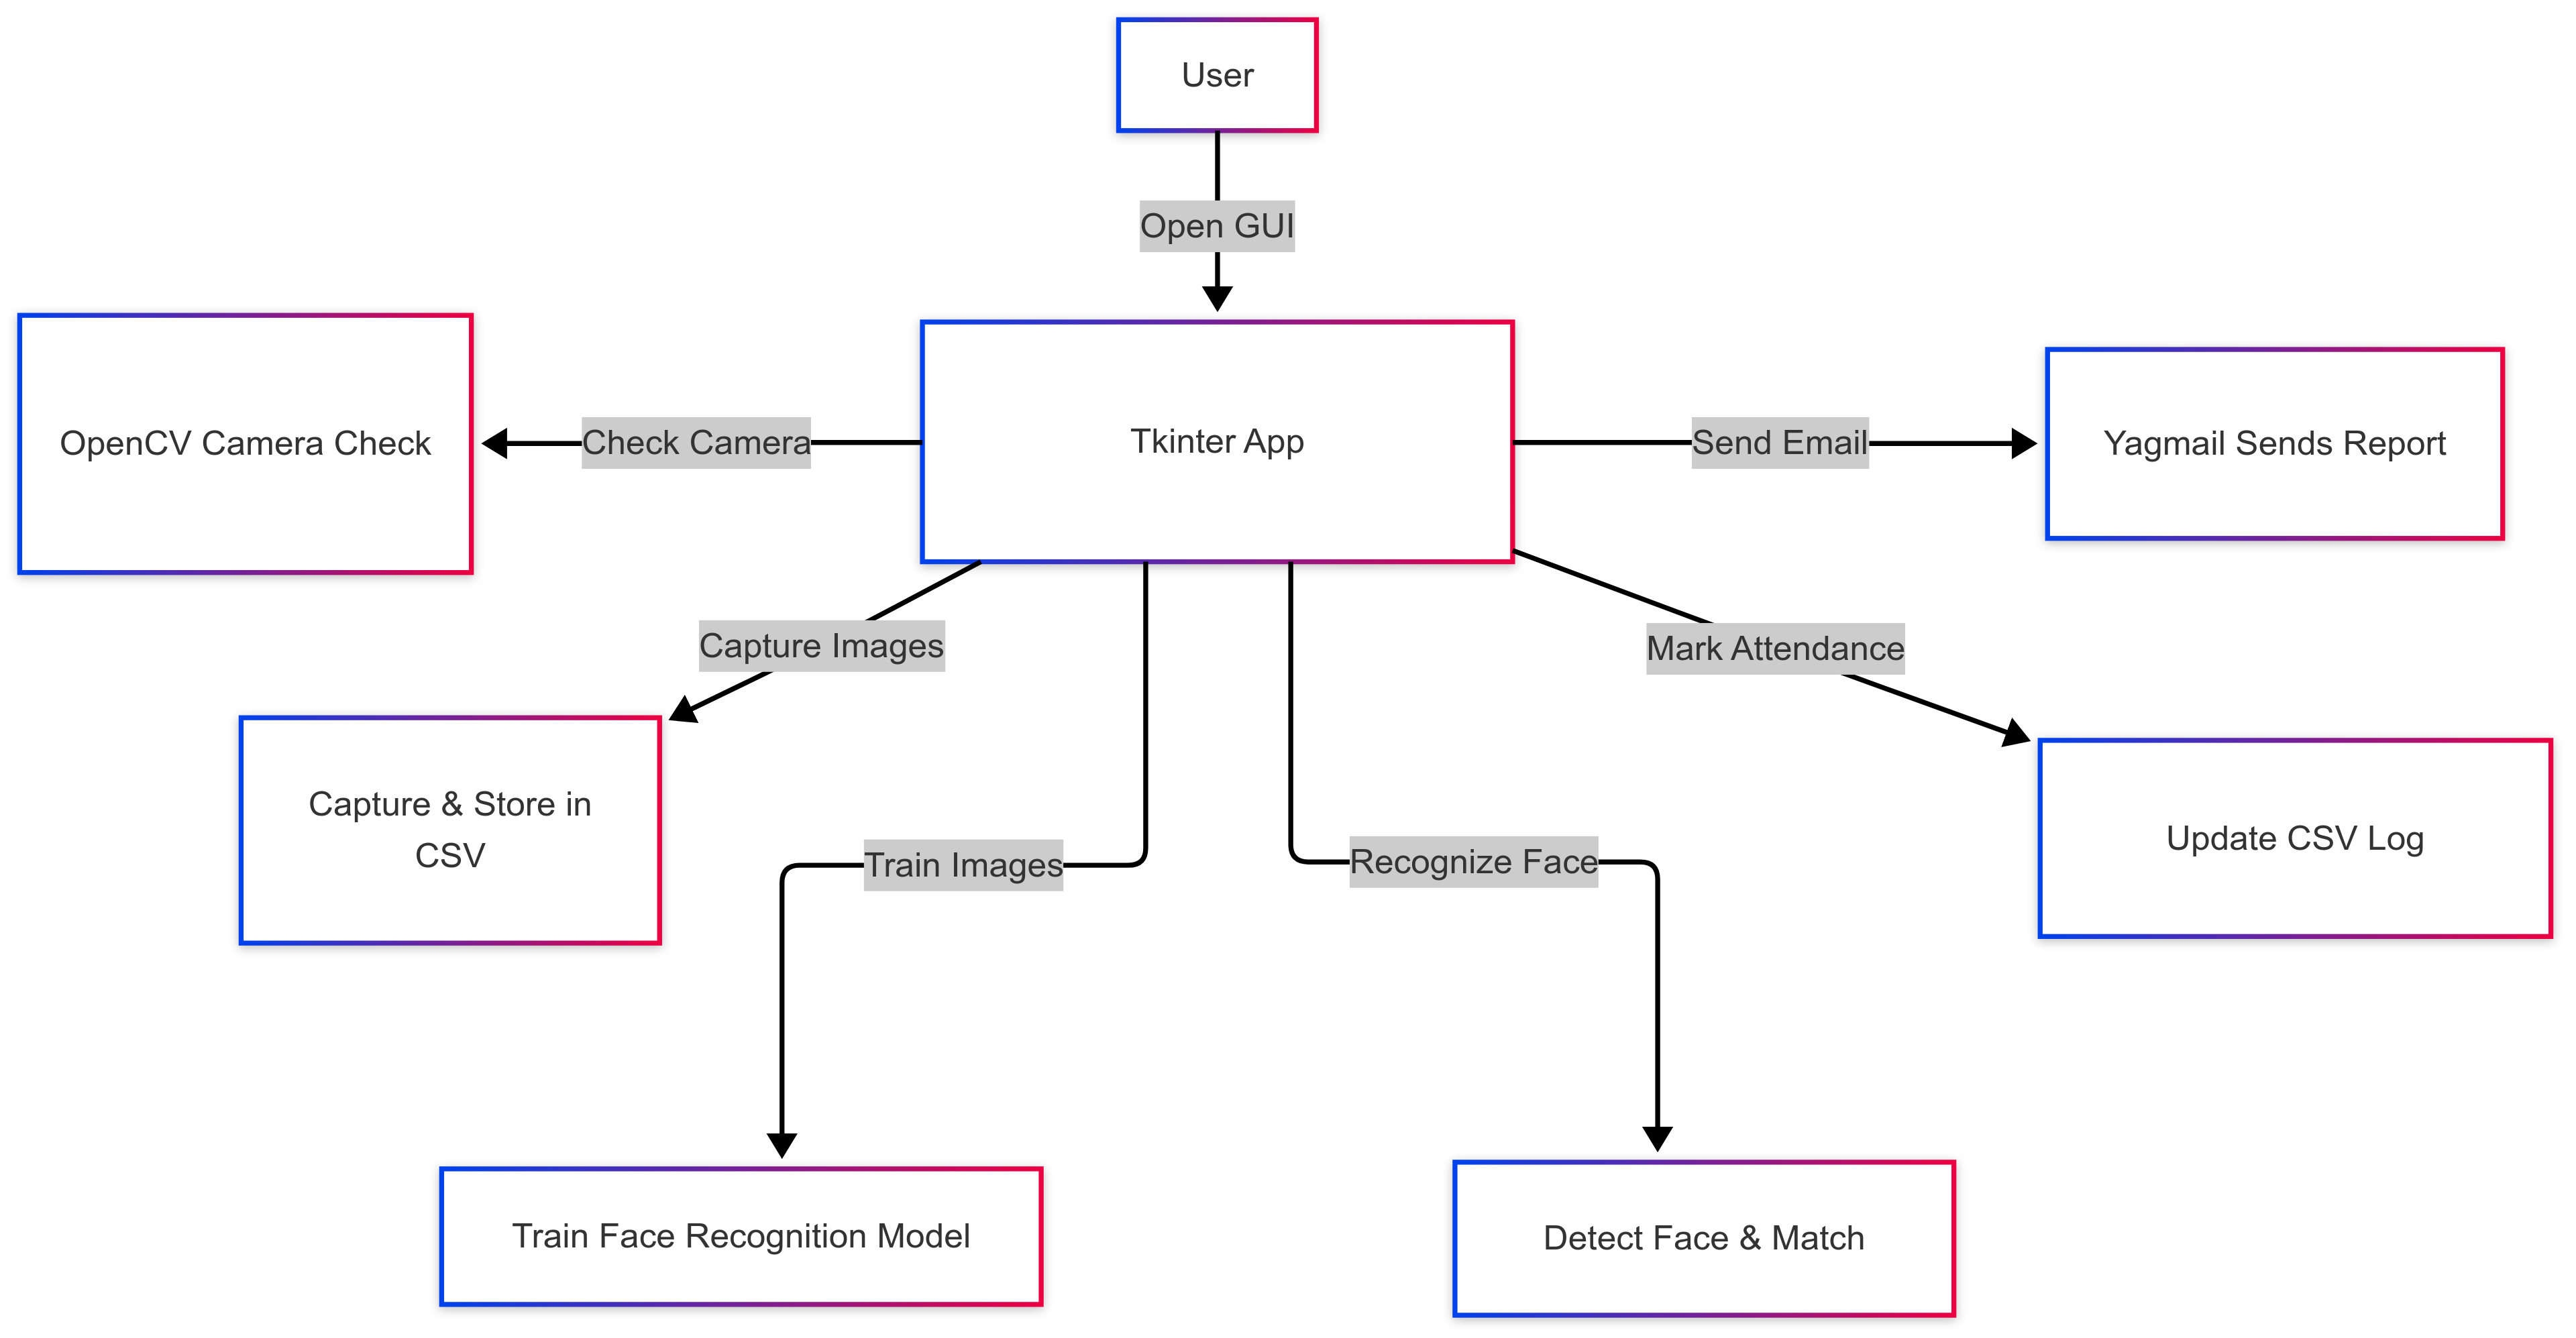 User
Open GUI
OpenCV Camera Check
Check Camera
Tkinter App
Send Email
Yagmail Sends Report
Capture Images
Mark Attendance
Capture & Store in
CSV
Train Images
Recognize Face
Update CSV Log
Train Face Recognition Model
Detect Face & Match